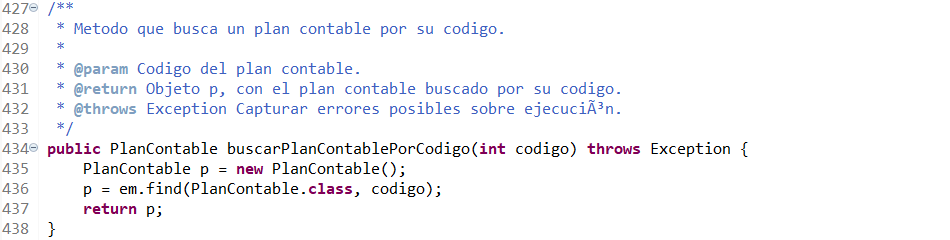 427 /**
428  * Metodo que busca un plan contable por su codigo.
429  *
430  * @param Codigo del plan contable.
431  * @return Objeto p, con el plan contable buscado por su codigo.
432  * @throws Exception Capturar errores posibles sobre ejecuciÃ³n.
433  */
434 public PlanContable buscarPlanContablePorCodigo(int codigo) throws Exception {
435     PlanContable p = new PlanContable();
436     p = em.find(PlanContable.class, codigo);
437     return p;
438 }